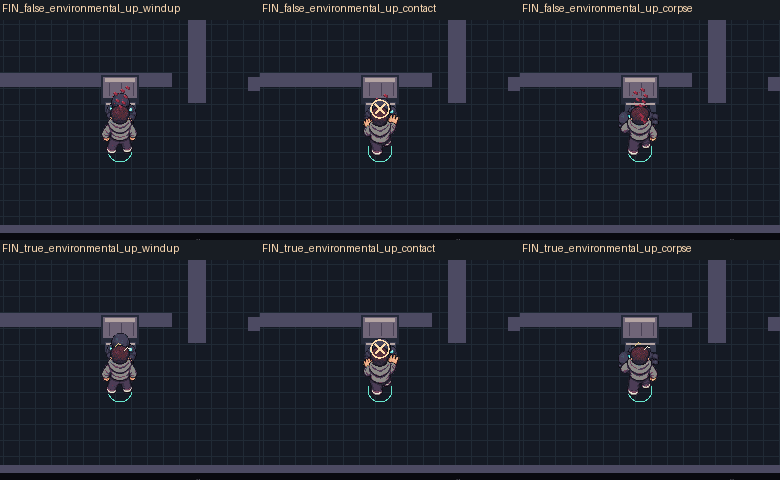 FIN_false_environmental_up_windup
FIN_false_environmental_up_contact
FIN_false_environmental_up_corpse
FIN_true_environmental_up_windup
FIN_true_environmental_up_contact
FIN_true_environmental_up_corpse